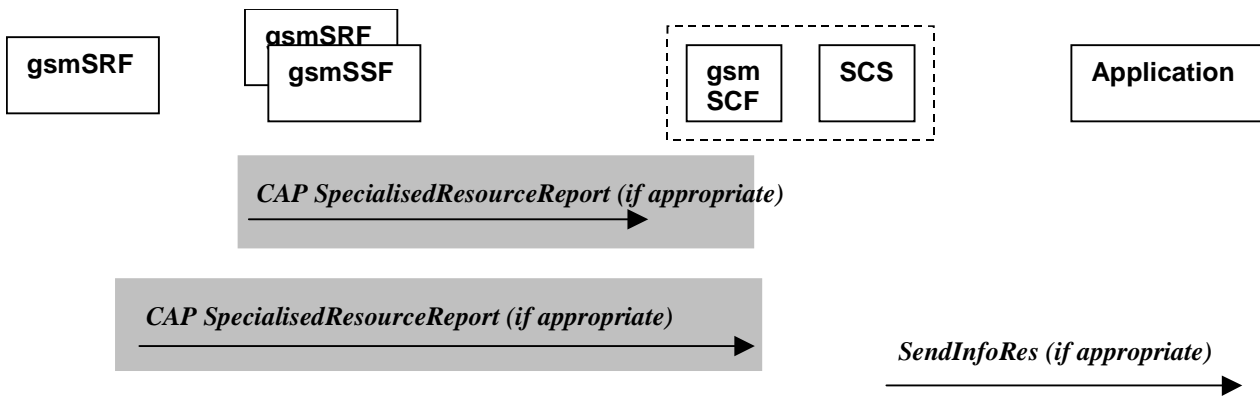 gsmSRF
gsmSRF
gsmSSF
gsm
SCF
SCS
Application
CAP SpecialisedResourceReport (if appropriate)
CAP SpecialisedResourceReport (if appropriate)
SendInfoRes (if appropriate)